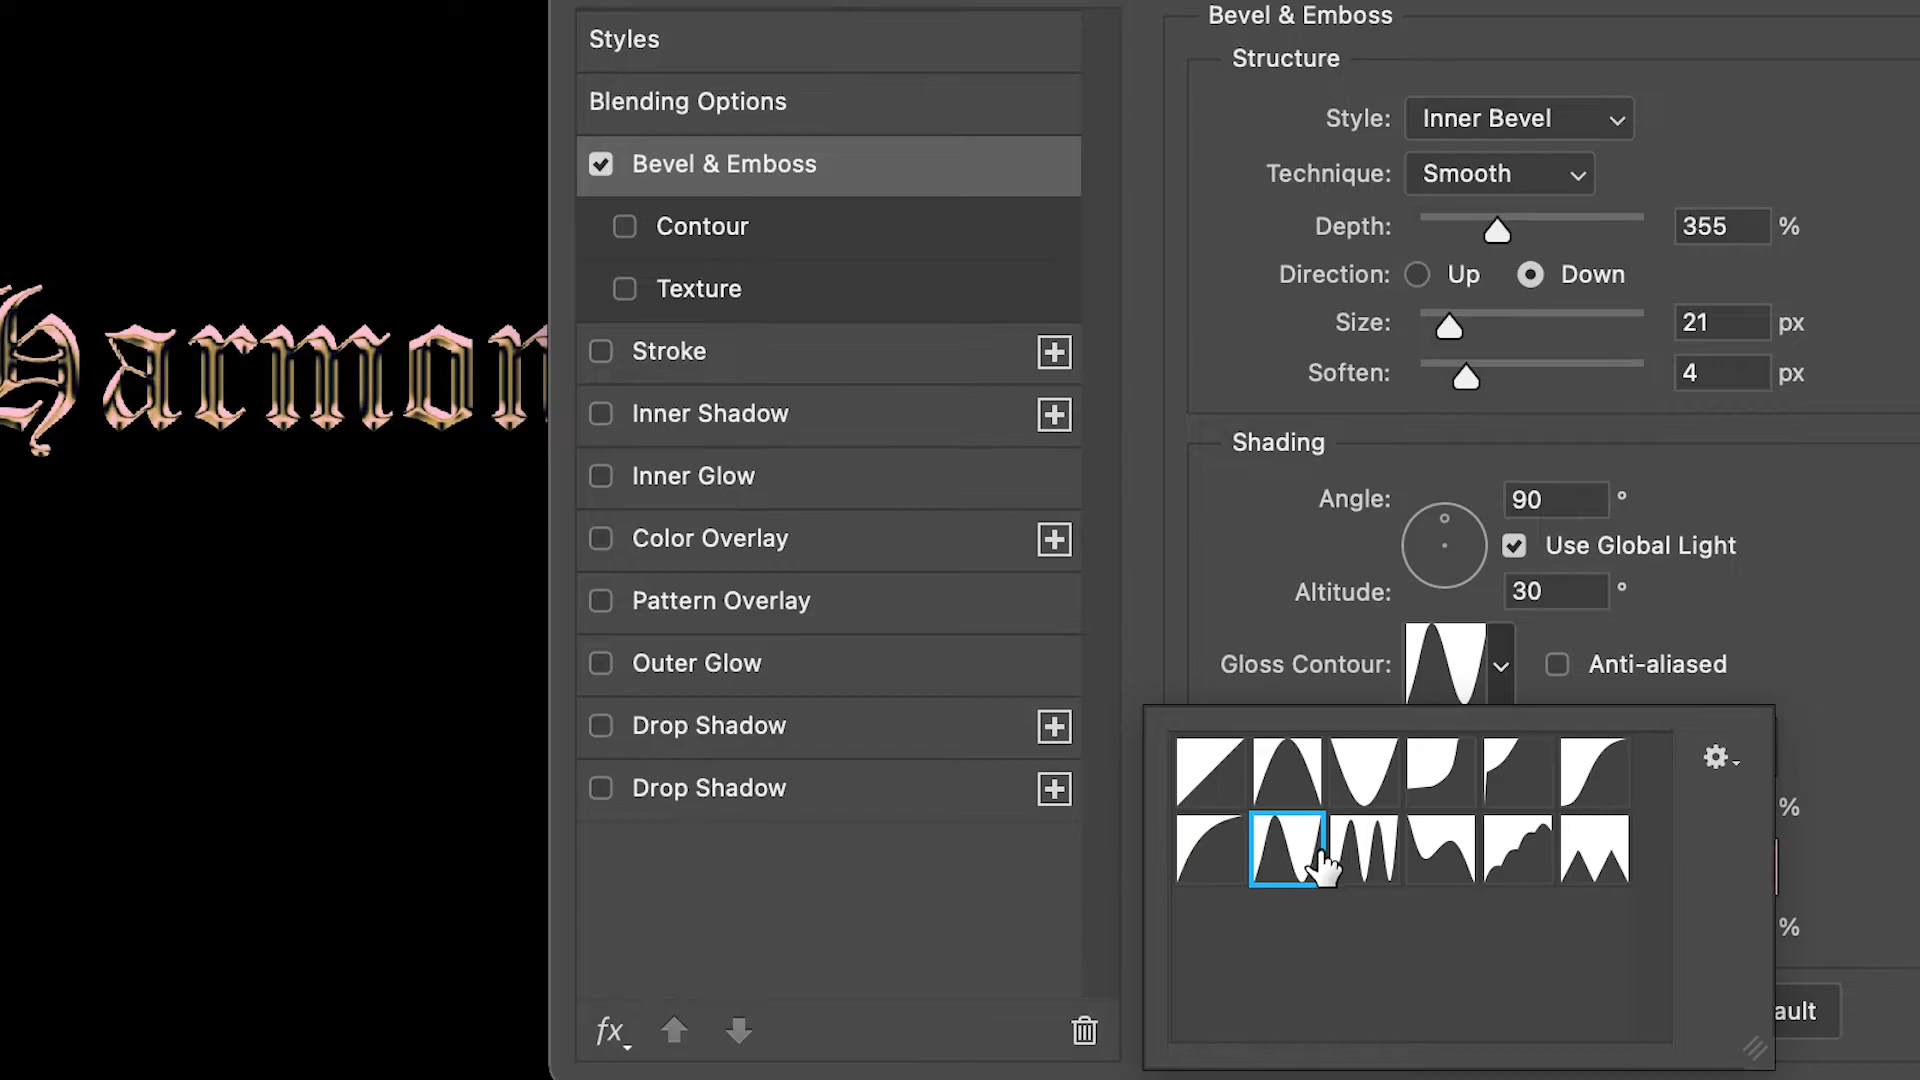 Harmon
Styles
Blending Options
Bevel & Emboss
Contour
Texture
Stroke
Inner Shadow
Inner Glow
Color Overlay
Pattern Overlay
Outer Glow
Drop Shadow
Drop Shadow
fx
Bevel & Emboss
Structure
Style: Inner Bevel
Technique: Smooth
Depth: 355 %
Direction: Up Down
Size: 21 px
Soften: 4 px
Shading
Angle: 90 °
Use Global Light
Altitude: 30 °
Gloss Contour: Anti-aliased
%
%
ault